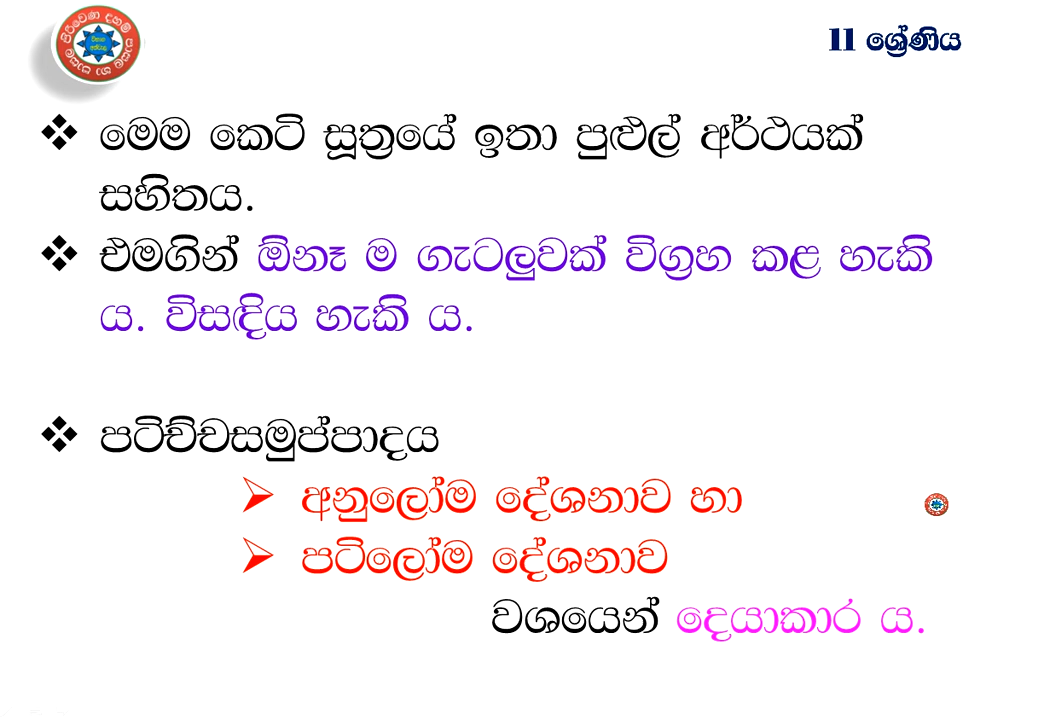 11 ශ්‍රේණිය
මෙම කෙටි සූත්‍රයේ ඉතා පුළුල් අර්ථයක්
සහිතය.
එමගින් ඕනෑ ම ගැටලුවක් විග්‍රහ කළ හැකි
ය. විසඳිය හැකි ය.
පටිච්චසමුප්පාදය
අනුලෝම දේශනාව හා
පටිලෝම දේශනාව
වශයෙන් දෙයාකාර ය.